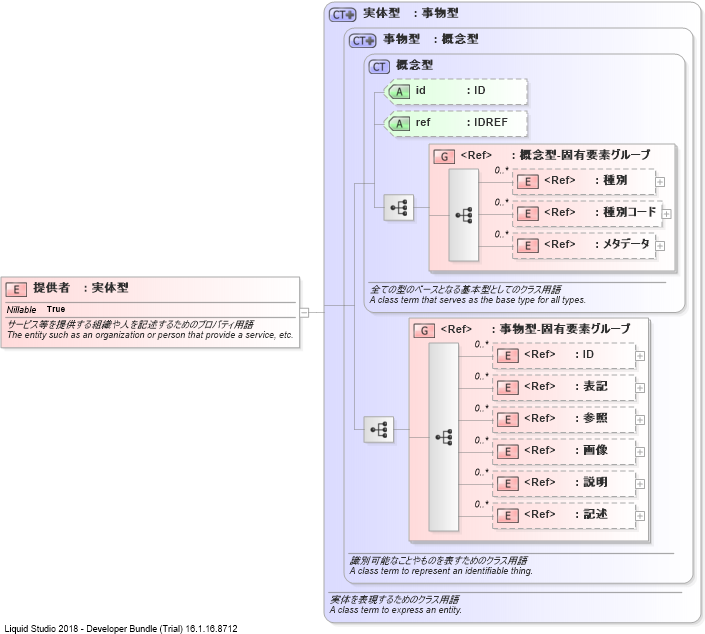 CT 実体型 : 事物型
CT 事物型 : 概念型
CT 概念型
A id : ID
A ref : IDREF
G <Ref> : 概念型-固有要素グループ
0..*
E <Ref> : 種別
0..*
E <Ref> : 種別コード
0..*
E <Ref> : メタデータ
全ての型のベースとなる基本型としてのクラス用語
A class term that serves as the base type for all types.
E 提供者 : 実体型
Nillable True
サービス等を提供する組織や人を記述するためのプロパティ用語
The entity such as an organization or person that provide a service, etc.
G <Ref> : 事物型-固有要素グループ
0..*
E <Ref> : ID
0..*
E <Ref> : 表記
0..*
E <Ref> : 参照
0..*
E <Ref> : 画像
0..*
E <Ref> : 説明
0..*
E <Ref> : 記述
識別可能なことやものを表すためのクラス用語
A class term to represent an identifiable thing.
実体を表現するためのクラス用語
A class term to express an entity.
Liquid Studio 2018 - Developer Bundle (Trial) 16.1.16.8712